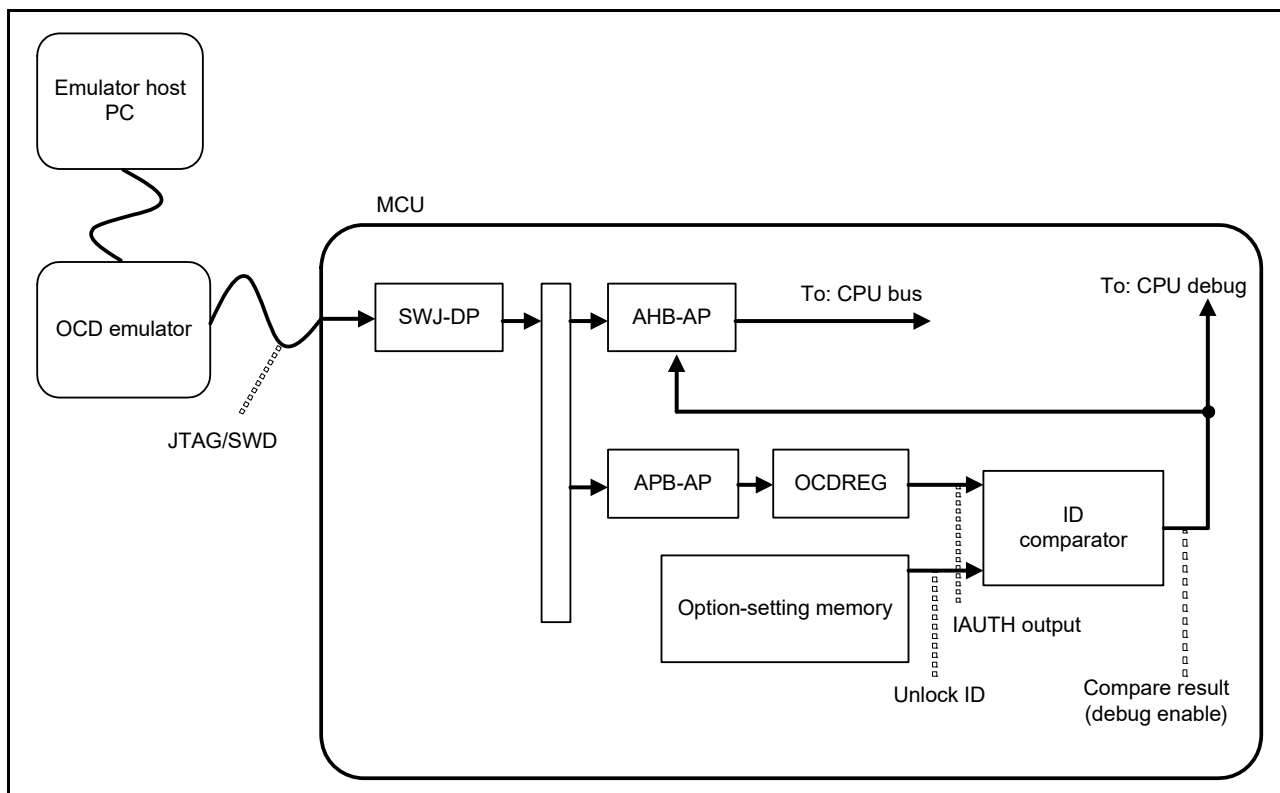 Emulator host
PC
MCU
OCD emulator
JTAG/SWD
SWJ-DP
AHB-AP
To: CPU bus
To: CPU debug
APB-AP
OCDREG
ID
comparator
Option-setting memory
IAUTH output
Unlock ID
Compare result
(debug enable)